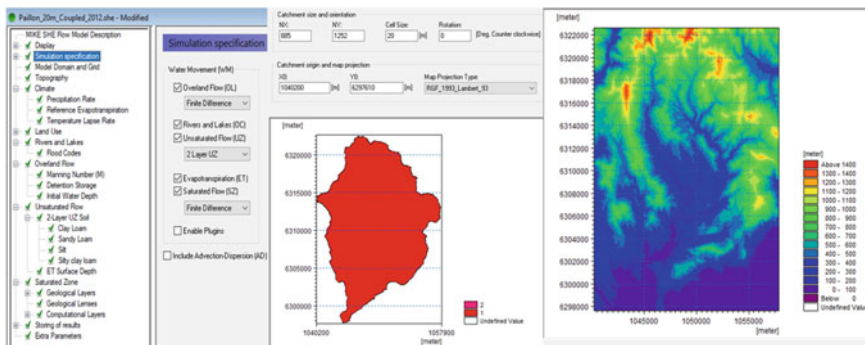 Paillon_20m_Coupled_2012.she - Modified
MIKE SHE Flow Model Description
Display
Simulation specification
Model Domain and Grid
Topography
Climate
Precipitation Rate
Reference Evapotranspiration
Temperature Lapse Rate
Land Use
Rivers and Lakes
Flood Codes
Overland Flow
Manning Number (M)
Detention Storage
Initial Water Depth
Unsaturated Flow
2-Layer UZ Soil
Clay Loam
Sandy Loam
Silt
Silty clay loam
ET Surface Depth
Saturated Zone
Geological Layers
Geological Lenses
Computational Layers
Storing of results
Extra Parameters
Simulation specification
Water Movement (WM)
Overland Flow (OL)
Finite Difference
Rivers and Lakes (OC)
Unsaturated Flow (UZ)
2 Layer UZ
Evapotranspiration (ET)
Saturated Flow (SZ)
Finite Difference
Enable Plugins
Include Advection-Dispersion (AD)
Catchment size and orientation
NX: NY: Cell Size: Rotation:
885 1252 20 [m] 0 [Deg, Counter clockwise]
Catchment origin and map projection
X0: Y0: Map Projection Type:
1040200 [m] 6297610 [m] RGF_1993_Lambert_93
[meter]
6320000
6315000
6310000
6305000
6300000
1040200 1057900
[meter]
2
1
Undefined Value
[meter]
6322000
6320000
6318000
6316000
6314000
6312000
6310000
6308000
6306000
6304000
6302000
6300000
6298000
1045000 1050000 1055000
[meter]
[meter]
Above 1400
1300 - 1400
1200 - 1300
1100 - 1200
1000 - 1100
900 - 1000
800 - 900
700 - 800
600 - 700
500 - 600
400 - 500
300 - 400
200 - 300
100 - 200
0 - 100
Below 0
Undefined Value